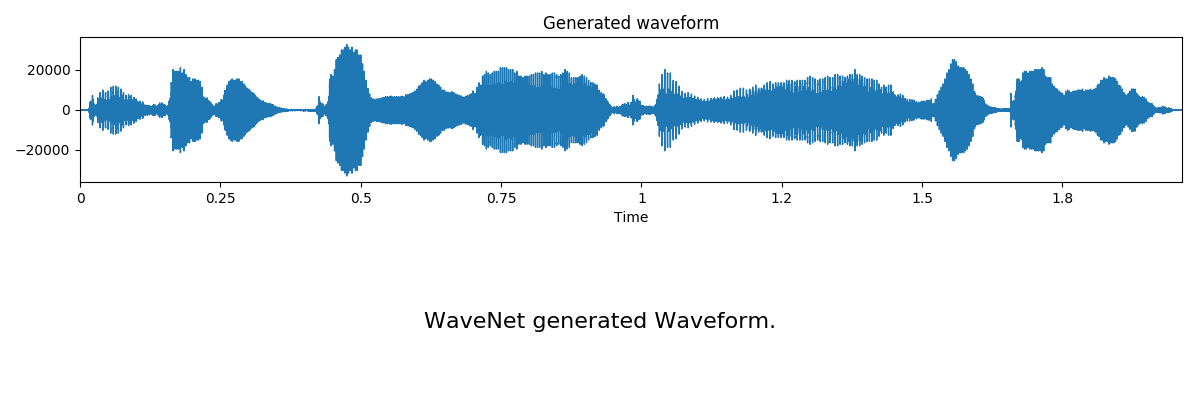 Generated waveform
20000
0
−20000
0 0.25 0.5 0.75 1 1.2 1.5 1.8
Time
WaveNet generated Waveform.